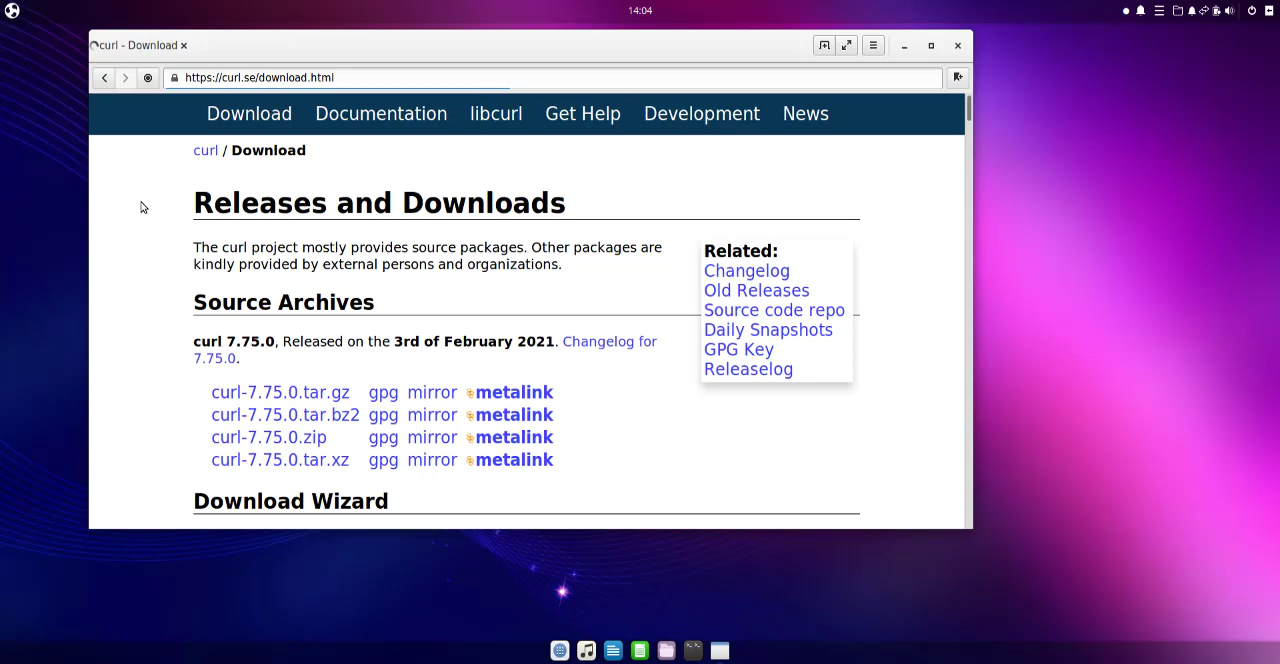 14:04
curl - Download
https://curl.se/download.html
Download Documentation libcurl Get Help Development News
curl / Download
Releases and Downloads
The curl project mostly provides source packages. Other packages are
kindly provided by external persons and organizations.
Related:
Changelog
Old Releases
Source code repo
Daily Snapshots
GPG Key
Releaselog
Source Archives
curl 7.75.0, Released on the 3rd of February 2021. Changelog for
7.75.0.
curl-7.75.0.tar.gz gpg mirror metalink
curl-7.75.0.tar.bz2 gpg mirror metalink
curl-7.75.0.zip gpg mirror metalink
curl-7.75.0.tar.xz gpg mirror metalink
Download Wizard